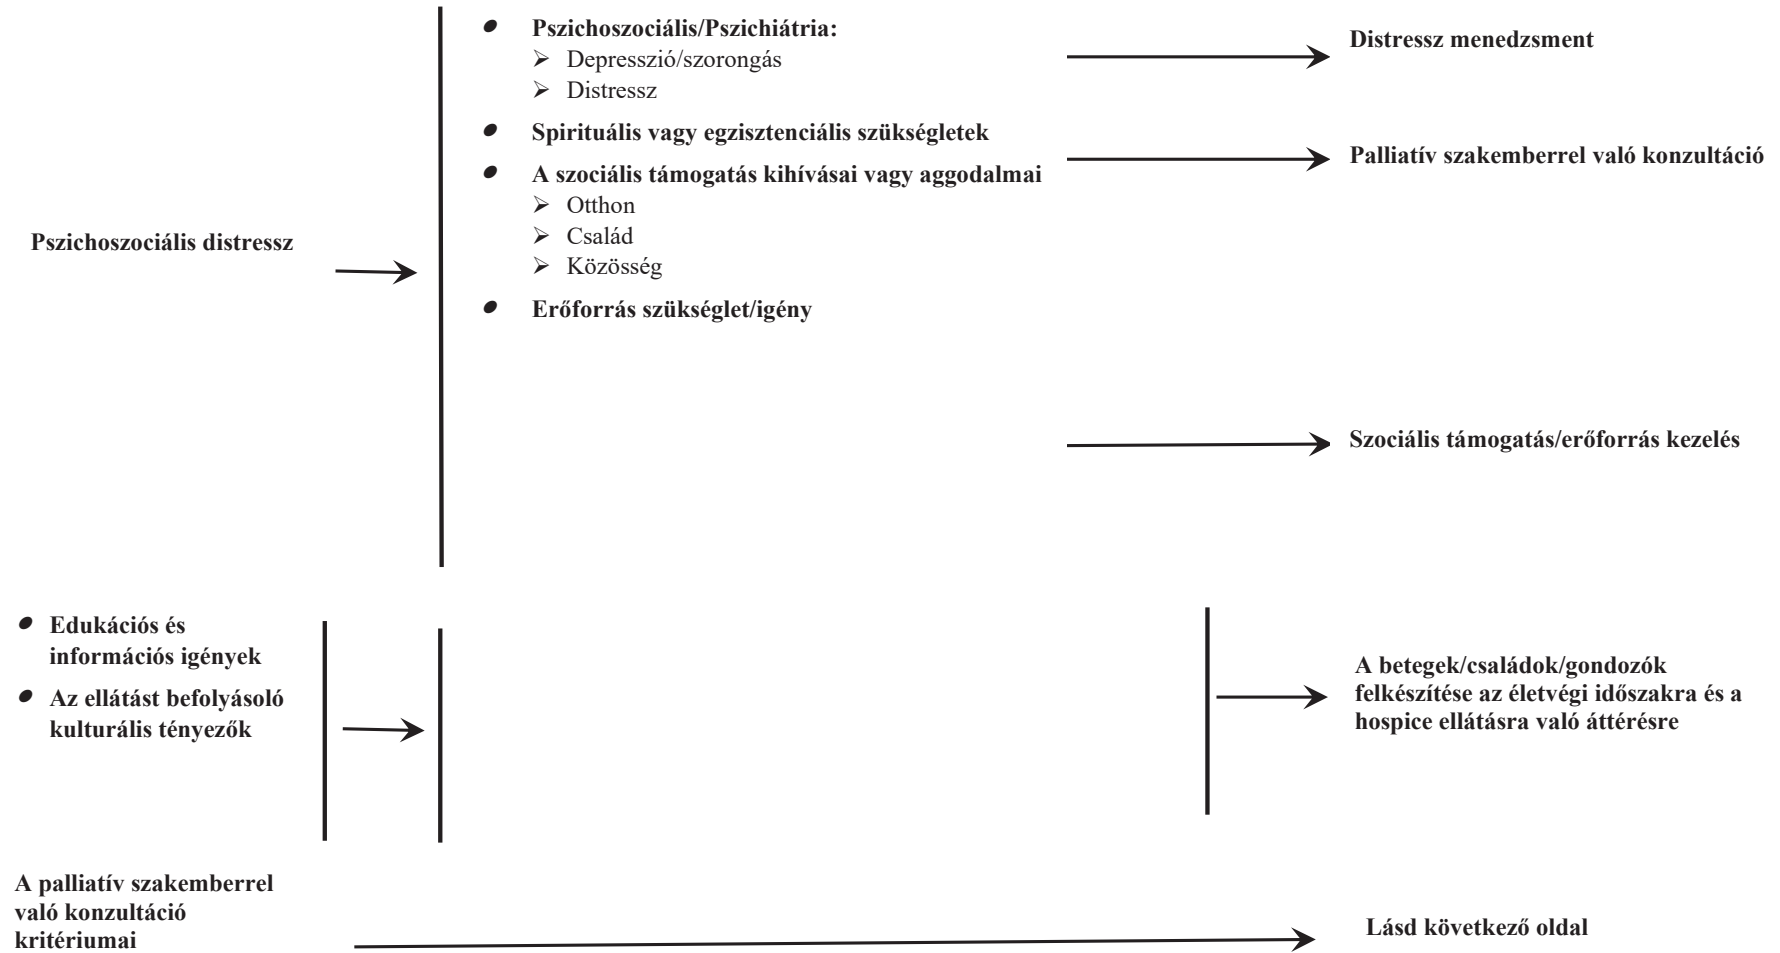 Pszichoszociális distressz
Pszichoszociális/Pszichiátria:
Depresszió/szorongás
Distressz
Spirituális vagy egzisztenciális szükségletek
A szociális támogatás kihívásai vagy aggodalmai
Otthon
Család
Közösség
Erőforrás szükséglet/igény
Distressz menedzsment
Palliatív szakemberrel való konzultáció
Szociális támogatás/erőforrás kezelés
Edukációs és
információs igények
Az ellátást befolyásoló
kulturális tényezők
A betegek/családok/gondozók
felkészítése az életvégi időszakra és a
hospice ellátásra való áttérésre
A palliatív szakemberrel
való konzultáció
kritériumai
Lásd következő oldal